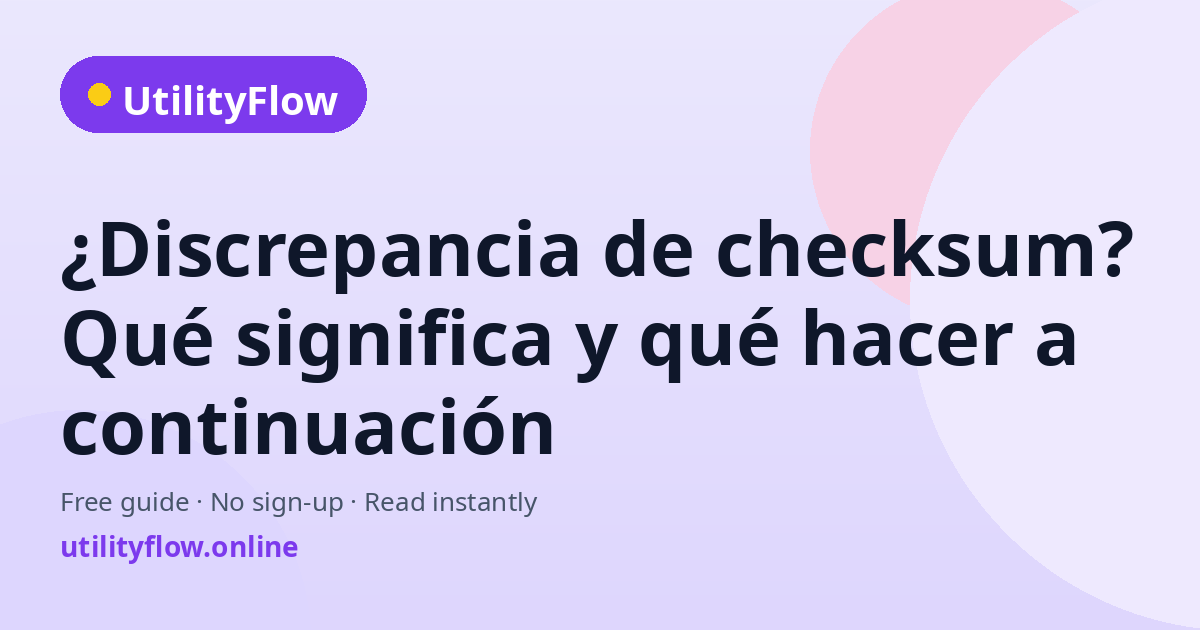 UtilityFlow
¿Discrepancia de checksum?
Qué significa y qué hacer a
continuación
Free guide · No sign-up · Read instantly
utilityflow.online